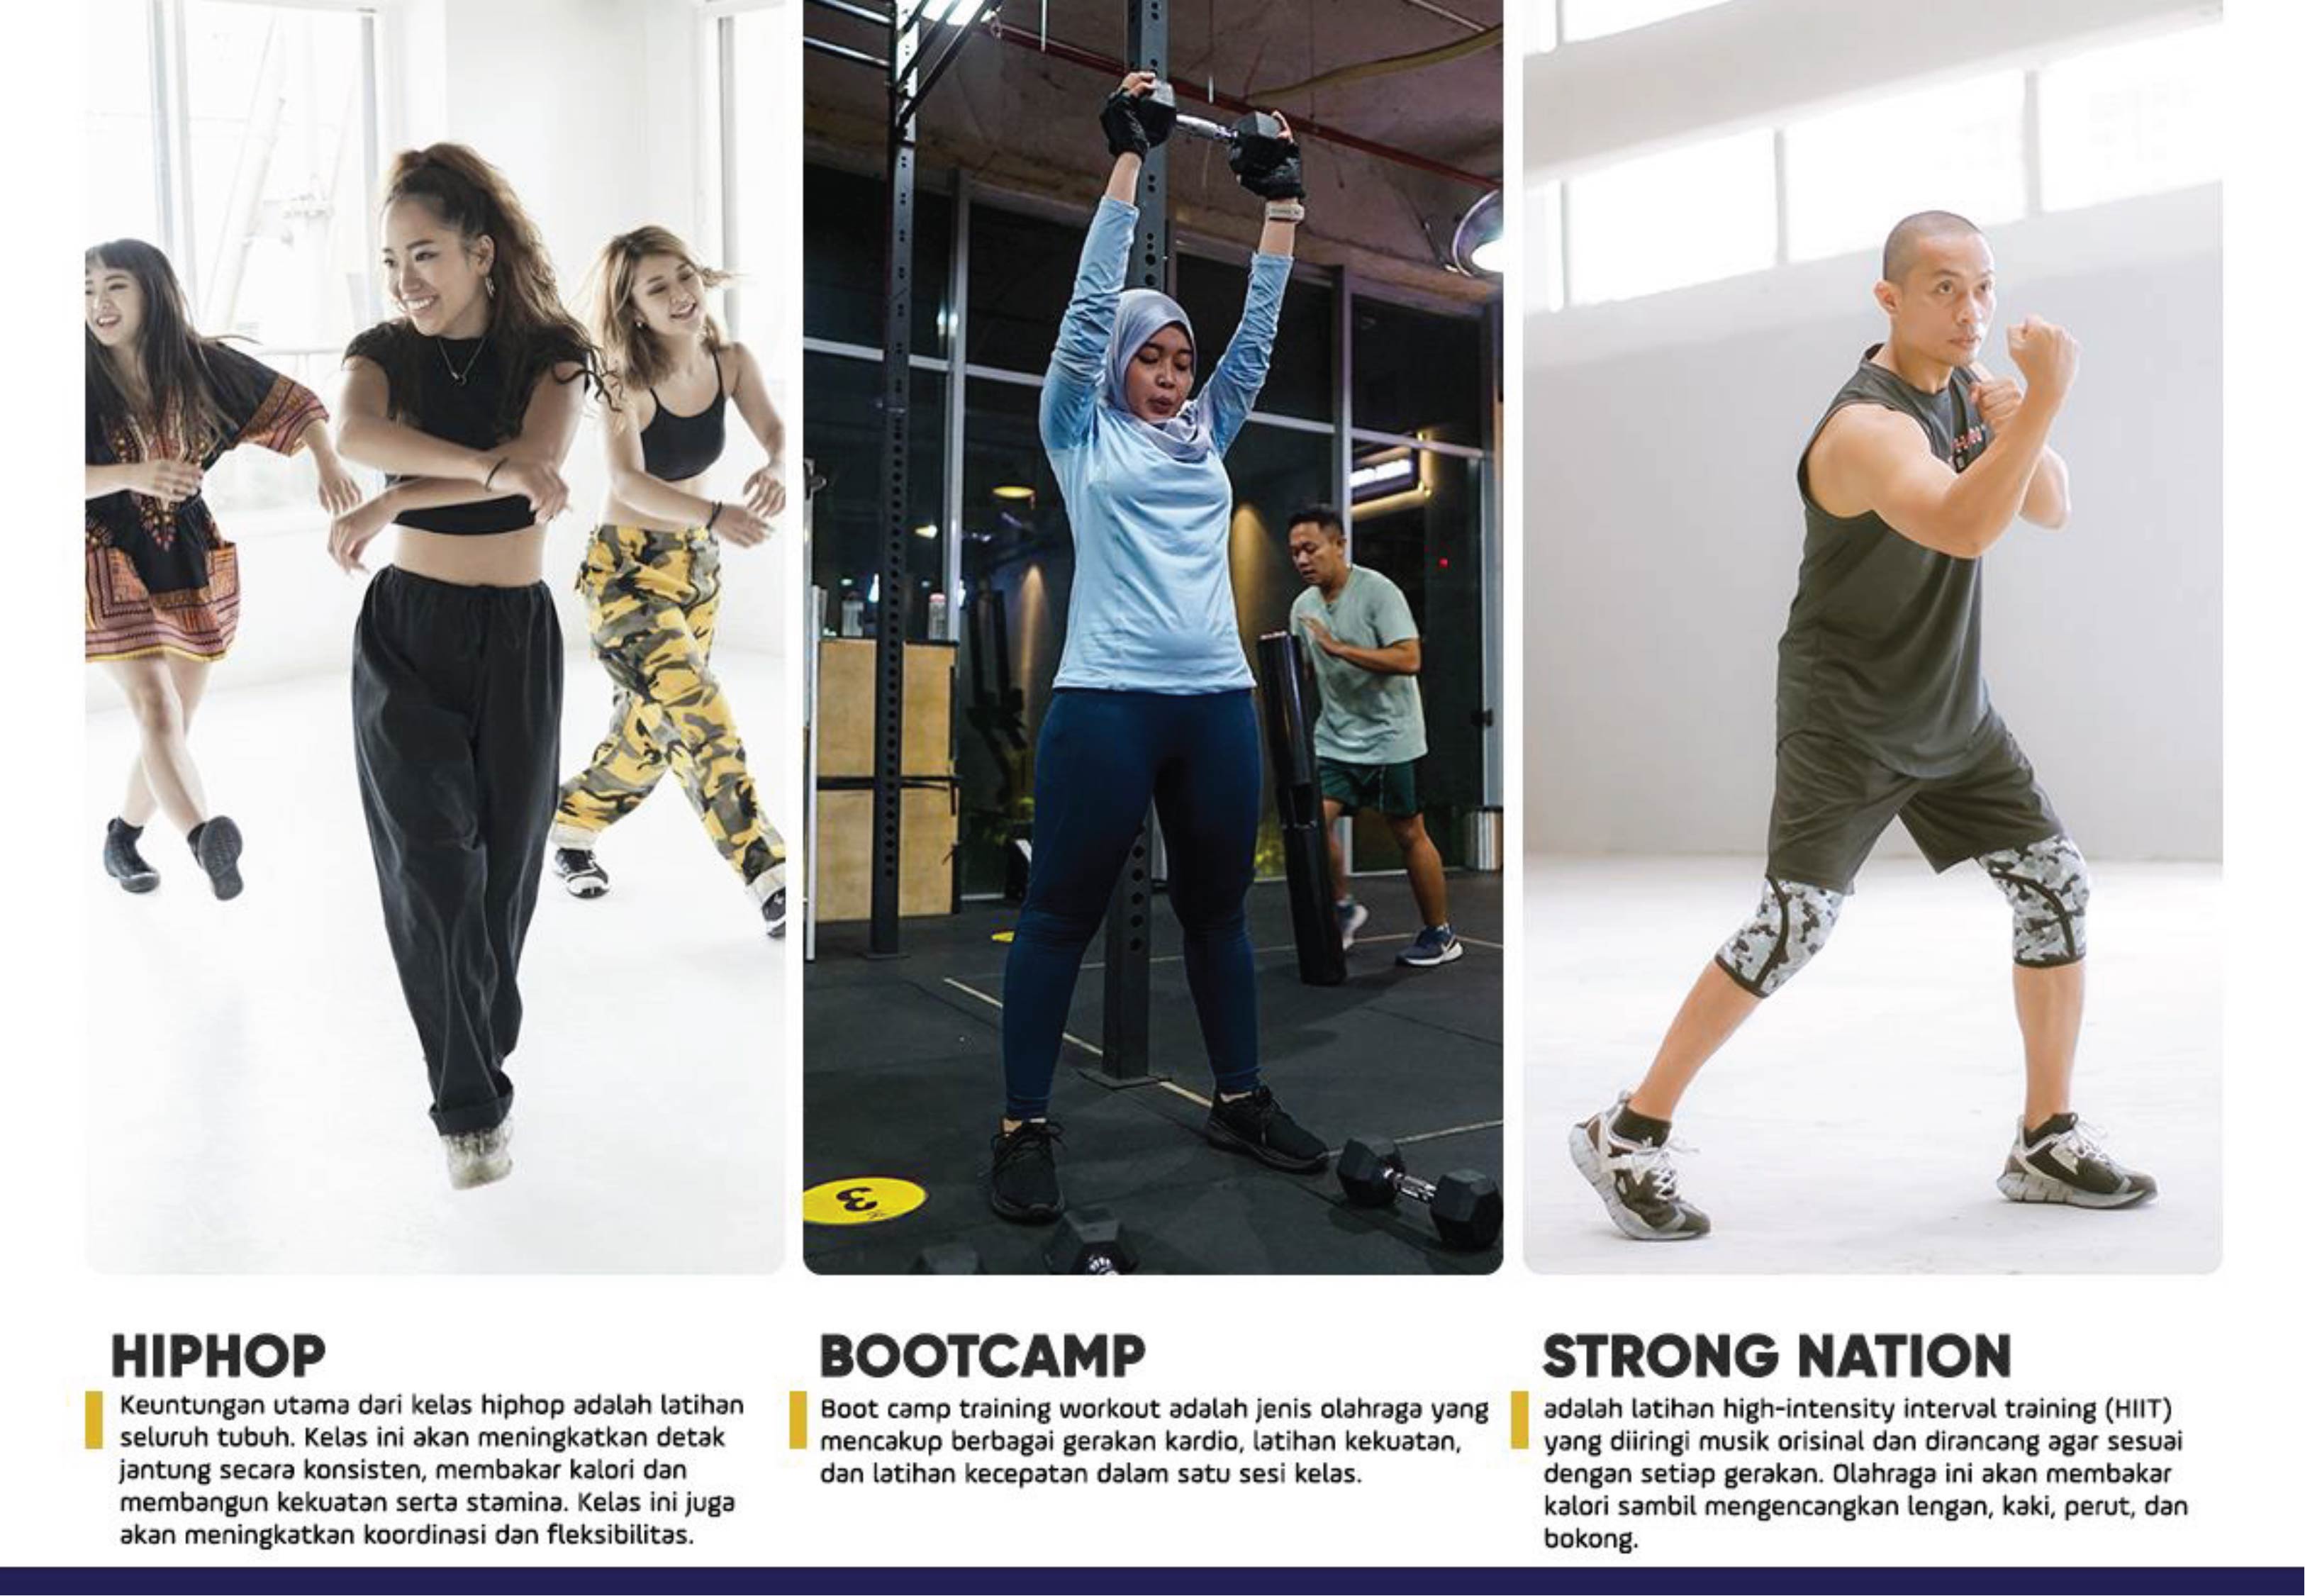 HIPHOP
Keuntungan utama dari kelas hiphop adalah latihan
seluruh tubuh. Kelas ini akan meningkatkan detak
jantung secara konsisten, membakar kalori dan
membangun kekuatan serta stamina. Kelas ini juga
akan meningkatkan koordinasi dan fleksibilitas.
BOOTCAMP
Boot camp training workout adalah jenis olahraga yang
mencakup berbagai gerakan kardio, latihan kekuatan,
dan latihan kecepatan dalam satu sesi kelas.
STRONG NATION
adalah latihan high-intensity interval training (HIIT)
yang diiringi musik orisinal dan dirancang agar sesuai
dengan setiap gerakan. Olahraga ini akan membakar
kalori sambil mengencangkan lengan, kaki, perut, dan
bokong.
3